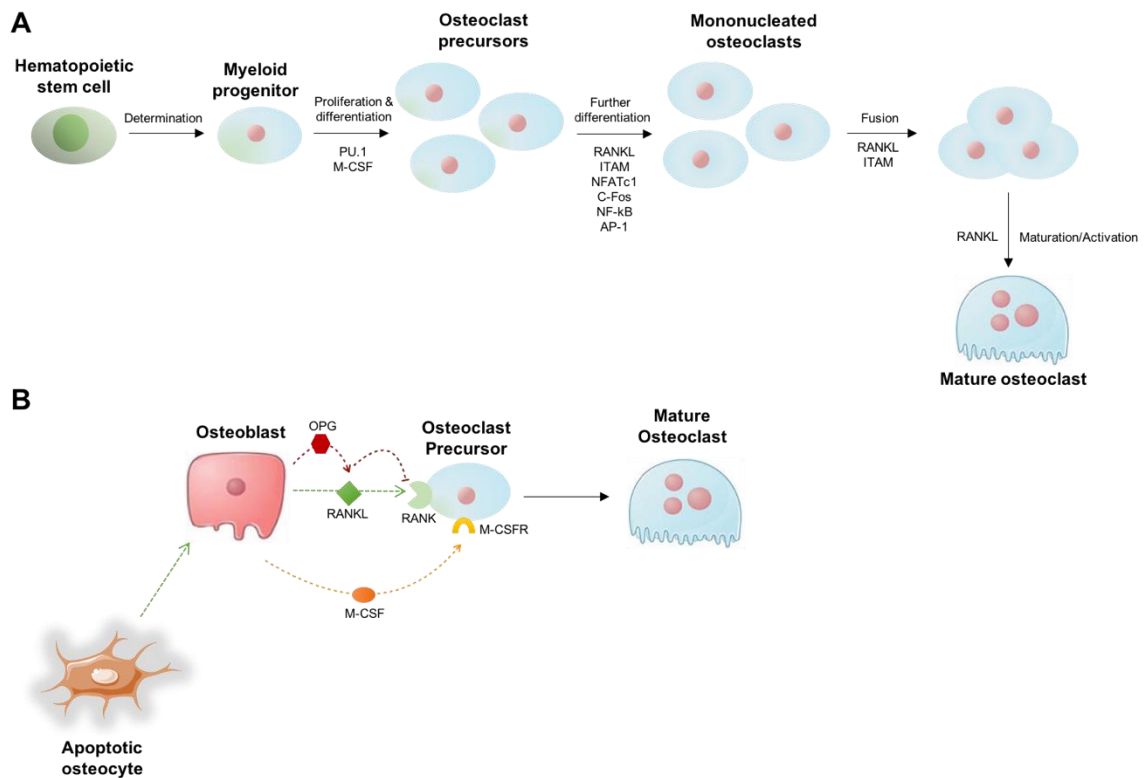 A
Hematopoietic
stem cell
Determination
Myeloid
progenitor
Proliferation &
differentiation
PU.1
M-CSF
Osteoclast
precursors
Further
differentiation
RANKL
ITAM
NFATc1
C-Fos
NF-kB
AP-1
Mononucleated
osteoclasts
Fusion
RANKL
ITAM
RANKL
Maturation/Activation
Mature osteoclast
B
Osteoblast
OPG
RANKL
RANK
Osteoclast
Precursor
M-CSFR
M-CSF
Mature
Osteoclast
Apoptotic
osteocyte